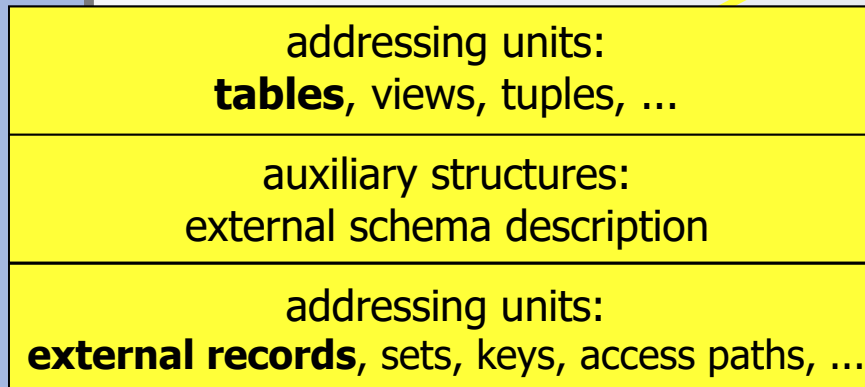 addressing units:
tables, views, tuples, ...
auxiliary structures:
external schema description
addressing units:
external records, sets, keys, access paths, ...